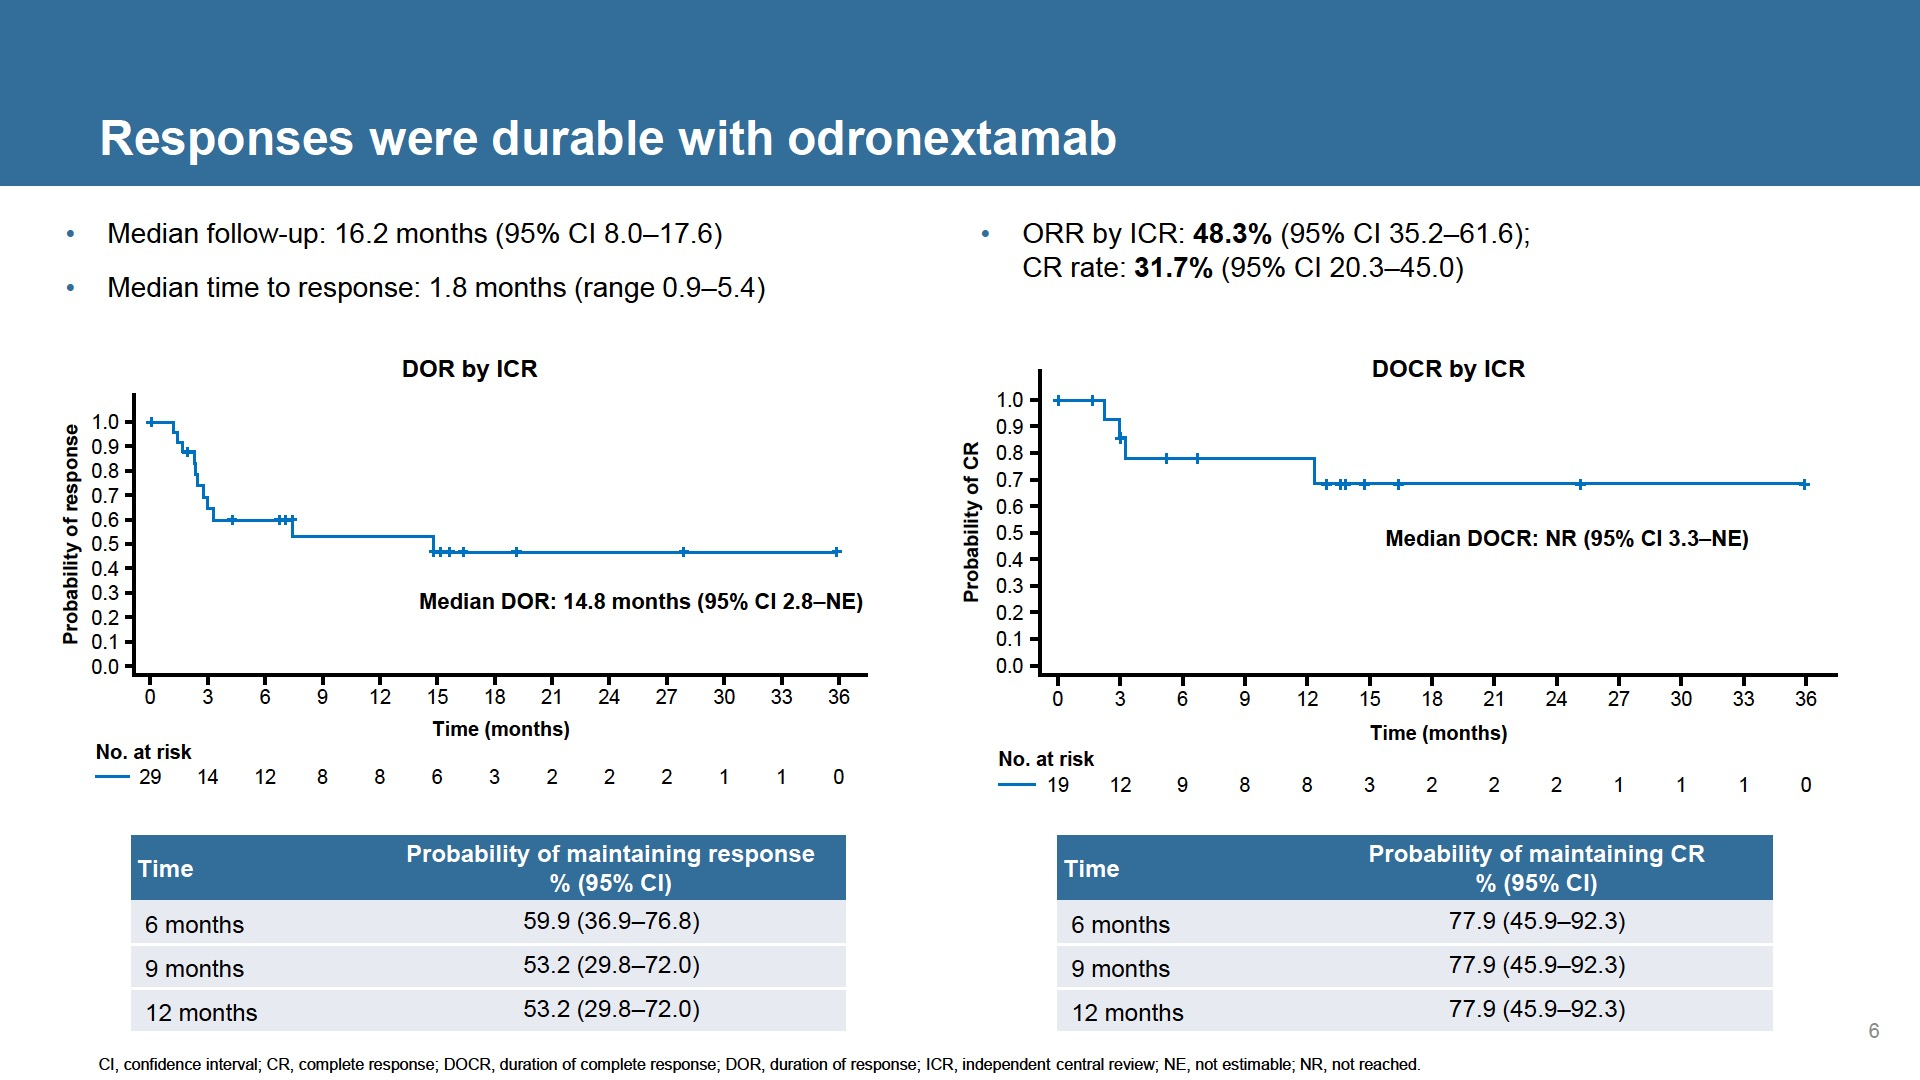 Responses were durable with odronextamab
• Median follow-up: 16.2 months (95% CI 8.0–17.6)
• Median time to response: 1.8 months (range 0.9–5.4)
• ORR by ICR: 48.3% (95% CI 35.2–61.6);
CR rate: 31.7% (95% CI 20.3–45.0)
DOR by ICR
Probability of response
1.0
0.9
0.8
0.7
0.6
0.5
0.4
0.3
0.2
0.1
0.0
Median DOR: 14.8 months (95% CI 2.8–NE)
0 3 6 9 12 15 18 21 24 27 30 33 36
Time (months)
No. at risk
29 14 12 8 8 6 3 2 2 2 1 1 0
DOCR by ICR
Probability of CR
1.0
0.9
0.8
0.7
0.6
0.5
0.4
0.3
0.2
0.1
0.0
Median DOCR: NR (95% CI 3.3–NE)
0 3 6 9 12 15 18 21 24 27 30 33 36
Time (months)
No. at risk
19 12 9 8 8 3 2 2 2 1 1 1 0
Time Probability of maintaining response
% (95% CI)
6 months 59.9 (36.9–76.8)
9 months 53.2 (29.8–72.0)
12 months 53.2 (29.8–72.0)
Time Probability of maintaining CR
% (95% CI)
6 months 77.9 (45.9–92.3)
9 months 77.9 (45.9–92.3)
12 months 77.9 (45.9–92.3)
6
CI, confidence interval; CR, complete response; DOCR, duration of complete response; DOR, duration of response; ICR, independent central review; NE, not estimable; NR, not reached.